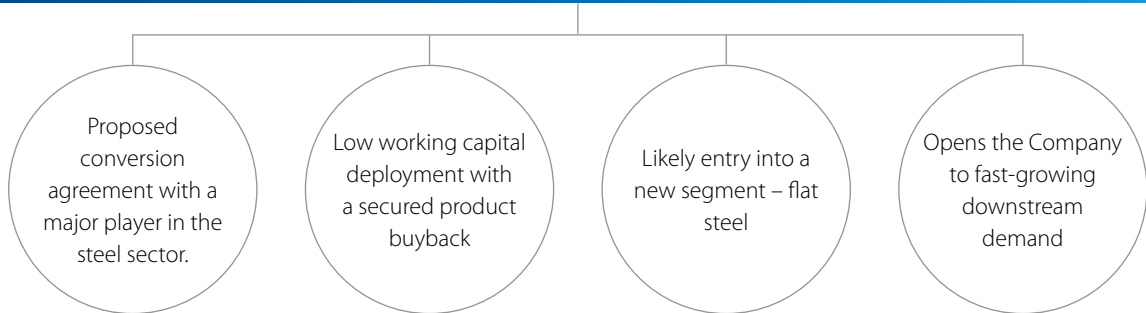 Proposed
conversion
agreement with a
major player in the
steel sector.
Low working capital
deployment with
a secured product
buyback
Likely entry into a
new segment – flat
steel
Opens the Company
to fast-growing
downstream
demand